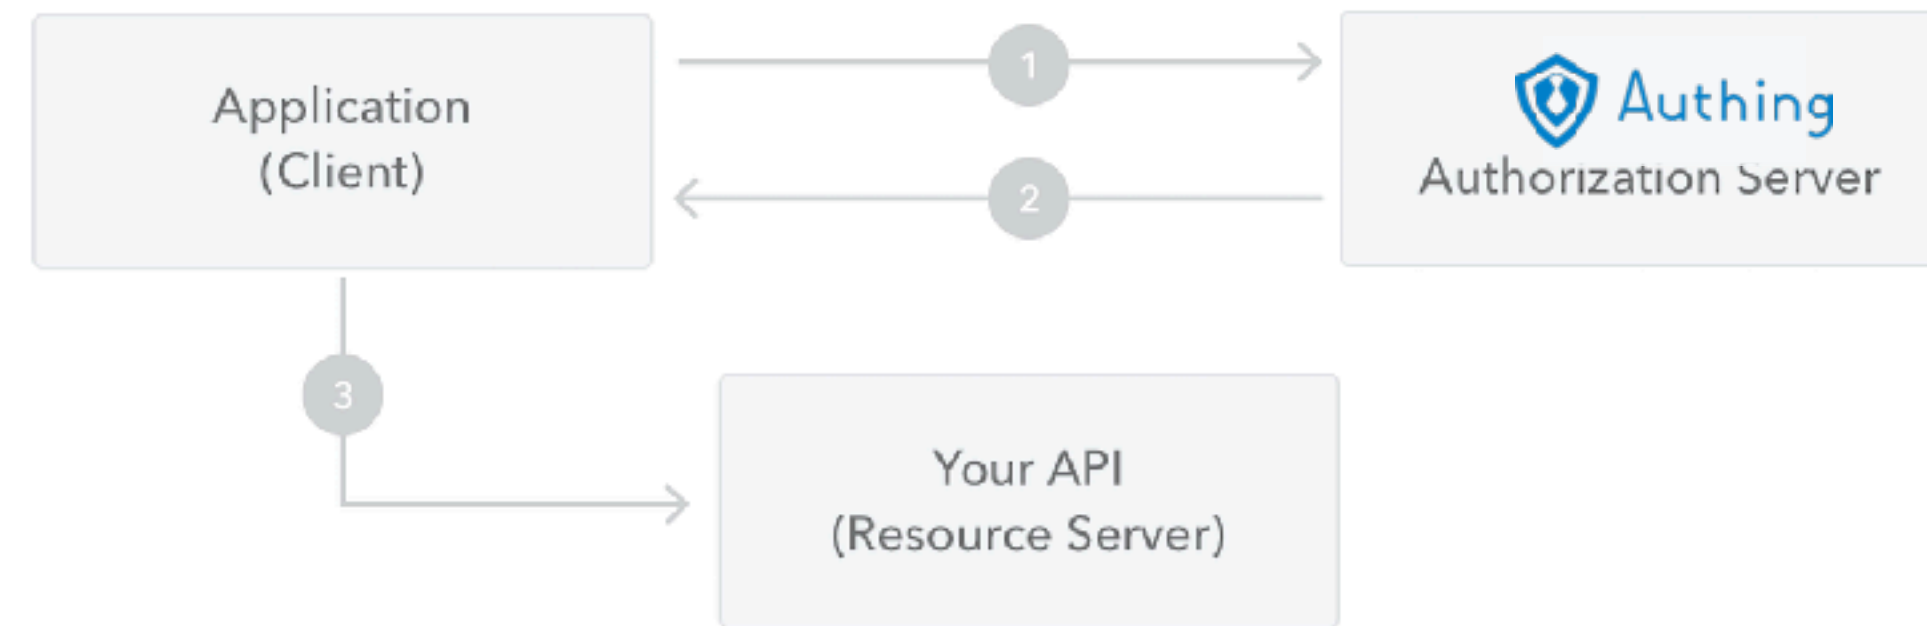 Application
(Client)
1
Authing
Authorization Server
2
3
Your API
(Resource Server)